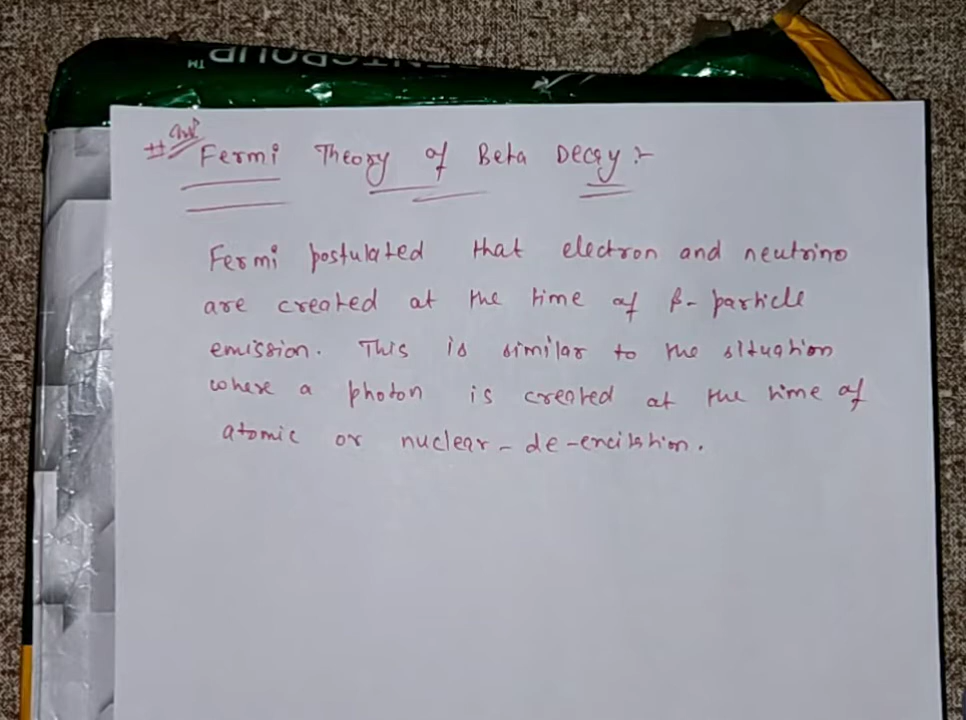 Fermi Theory of Beta Decay :-
Fermi postulated that electron and neutrino
are created at the time of β- particle
emission. This is similar to the situation
where a photon is created at the time of
atomic or nuclear - de-encitation.